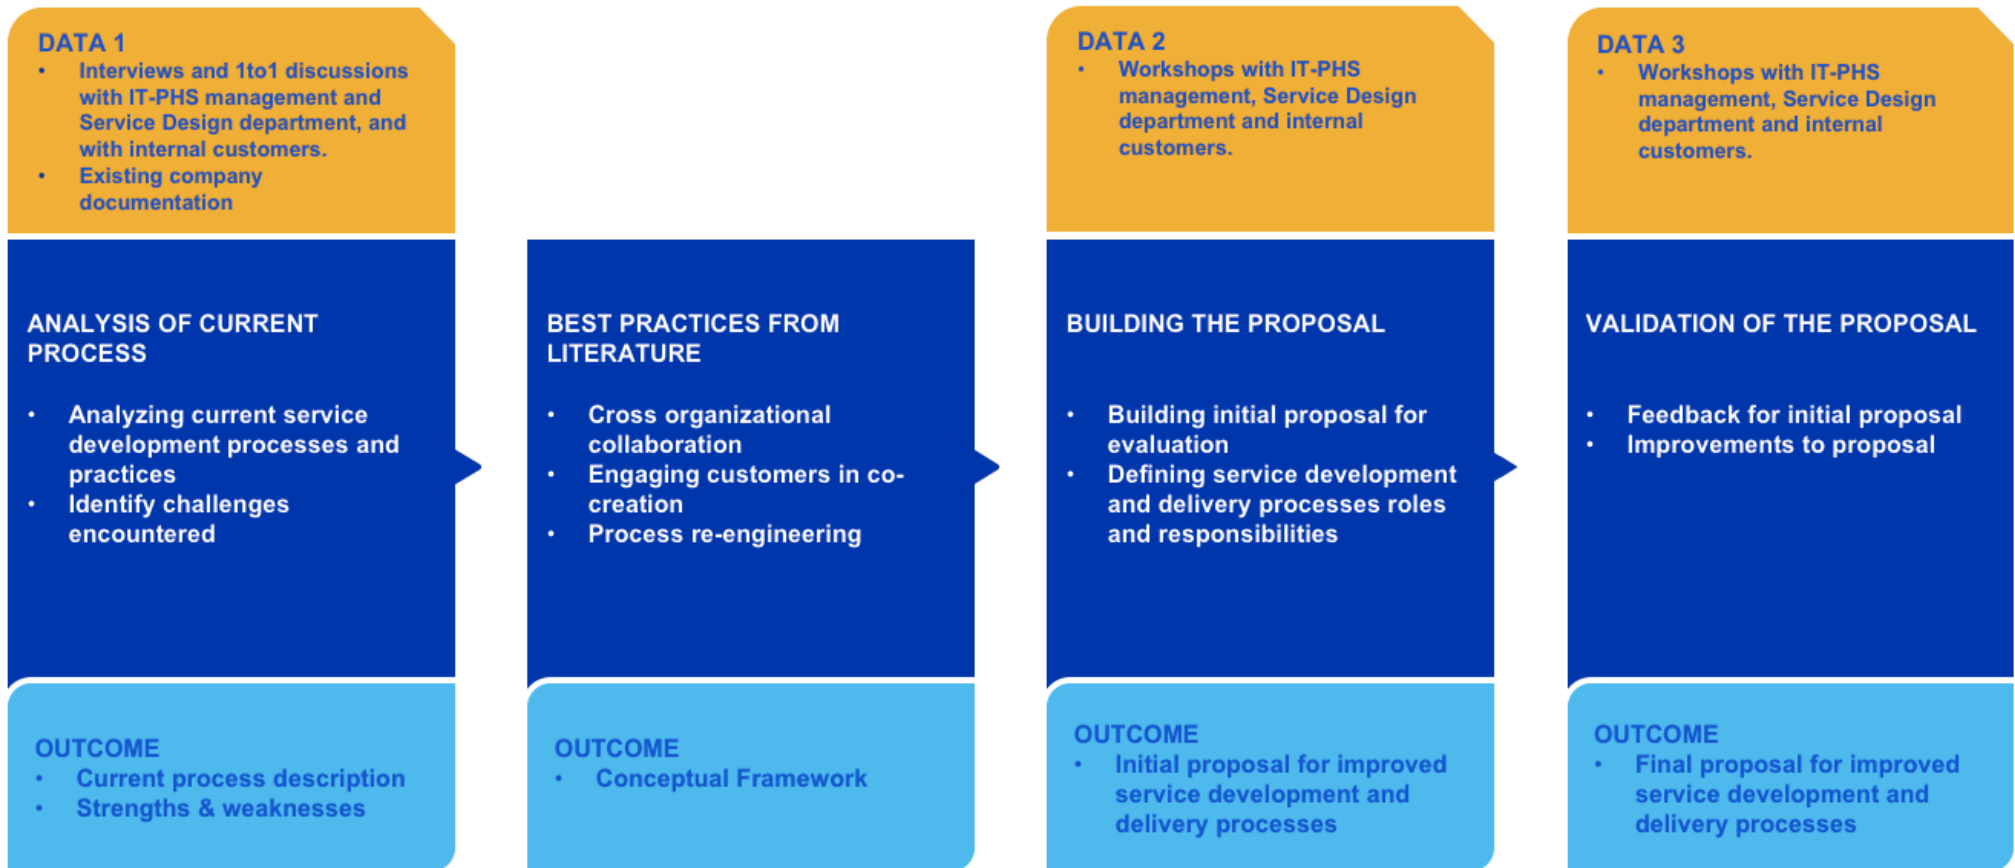 DATA 1
• Interviews and 1to1 discussions
with IT-PHS management and
Service Design department, and
with internal customers.
• Existing company
documentation
ANALYSIS OF CURRENT
PROCESS
• Analyzing current service
development processes and
practices
• Identify challenges
encountered
OUTCOME
• Current process description
• Strengths & weaknesses
BEST PRACTICES FROM
LITERATURE
• Cross organizational
collaboration
• Engaging customers in co-
creation
• Process re-engineering
OUTCOME
• Conceptual Framework
DATA 2
• Workshops with IT-PHS
management, Service Design
department and internal
customers.
BUILDING THE PROPOSAL
• Building initial proposal for
evaluation
• Defining service development
and delivery processes roles
and responsibilities
OUTCOME
• Initial proposal for improved
service development and
delivery processes
DATA 3
• Workshops with IT-PHS
management, Service Design
department and internal
customers.
VALIDATION OF THE PROPOSAL
• Feedback for initial proposal
• Improvements to proposal
OUTCOME
• Final proposal for improved
service development and
delivery processes